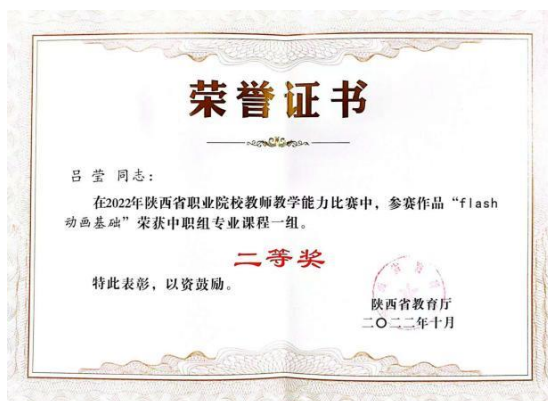 荣誉证书
吕莹 同志：
在2022年陕西省职业院校教师教学能力比赛中，参赛作品“flash
动画基础”荣获中职组专业课程一组。
二等奖
特此表彰，以资鼓励。
陕西省教育厅
二〇二二年十月